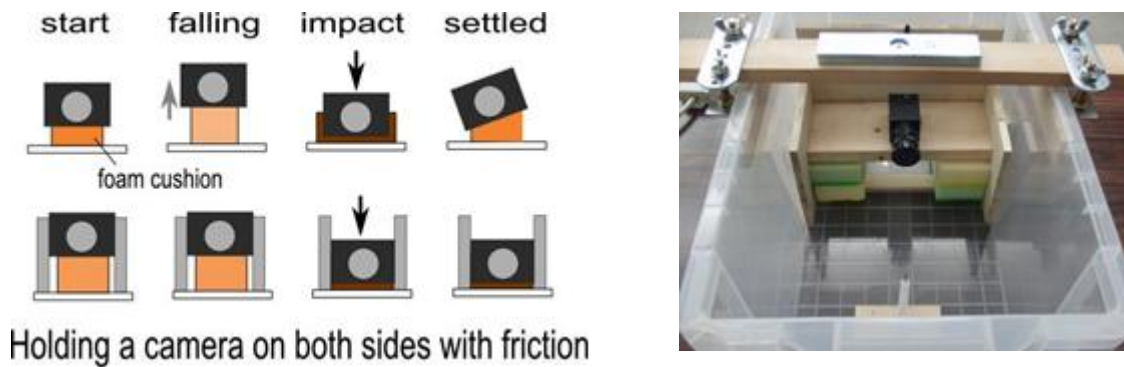 start falling impact settled
foam cushion
Holding a camera on both sides with friction